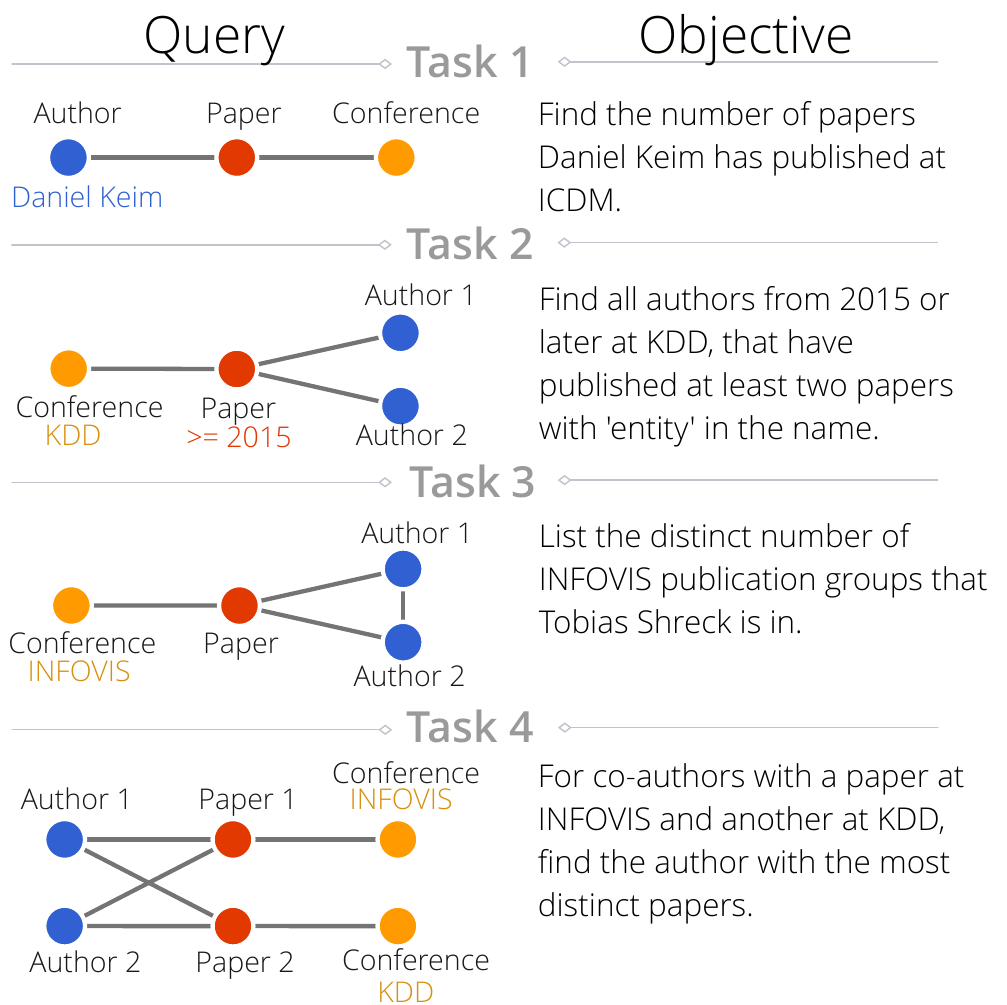 Query
Objective
Task 1
Author
Paper
Conference
Daniel Keim
Find the number of papers
Daniel Keim has published at
ICDM.
Task 2
Author 1
Conference
KDD
Paper
>= 2015
Author 2
Find all authors from 2015 or
later at KDD, that have
published at least two papers
with 'entity' in the name.
Task 3
Author 1
Conference
INFOVIS
Paper
Author 2
List the distinct number of
INFOVIS publication groups that
Tobias Shreck is in.
Task 4
Author 1
Paper 1
Conference
INFOVIS
Author 2
Paper 2
Conference
KDD
For co-authors with a paper at
INFOVIS and another at KDD,
find the author with the most
distinct papers.